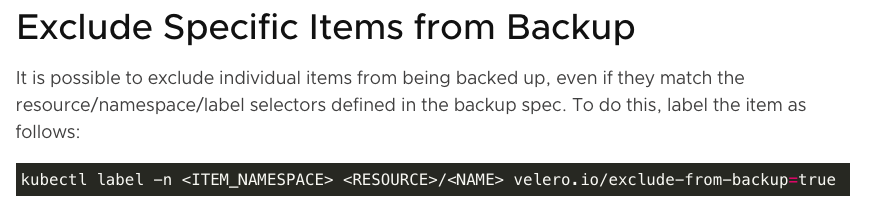 Exclude Specific Items from Backup
It is possible to exclude individual items from being backed up, even if they match the
resource/namespace/label selectors defined in the backup spec. To do this, label the item as
follows:
kubectl label -n <ITEM_NAMESPACE> <RESOURCE>/<NAME> velero.io/exclude-from-backup=true